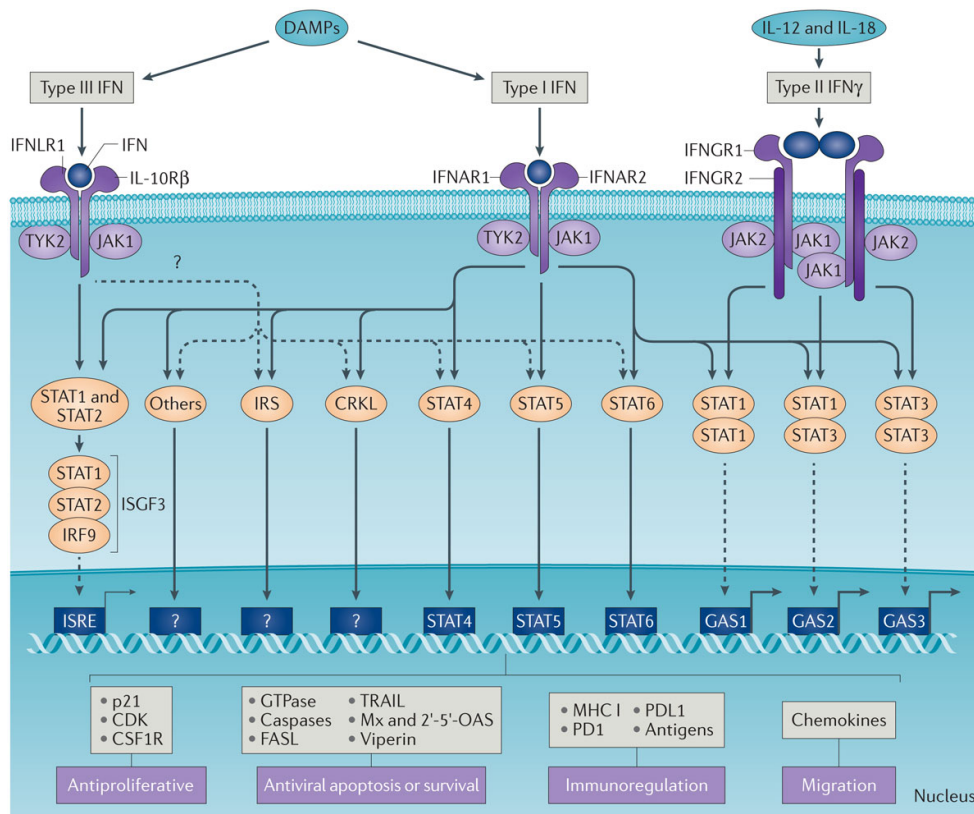 DAMPs
IL-12 and IL-18
Type III IFN
Type I IFN
Type II IFNγ
IFNLR1
IFN
IL-10Rβ
IFNAR1
IFNAR2
IFNGR1
IFNGR2
TYK2
JAK1
TYK2
JAK1
JAK2
JAK1
JAK1
JAK2
?
STAT1 and
STAT2
Others
IRS
CRKL
STAT4
STAT5
STAT6
STAT1
STAT1
STAT1
STAT3
STAT3
STAT3
STAT1
STAT2
IRF9
ISGF3
ISRE
?
?
?
STAT4
STAT5
STAT6
GAS1
GAS2
GAS3
• p21
• CDK
• CSF1R
Antiproliferative
• GTPase
• Caspases
• FASL
• TRAIL
• Mx and 2'-5'-OAS
• Viperin
Antiviral apoptosis or survival
• MHC I
• PD1
• PDL1
• Antigens
Immunoregulation
Chemokines
Migration
Nucleus